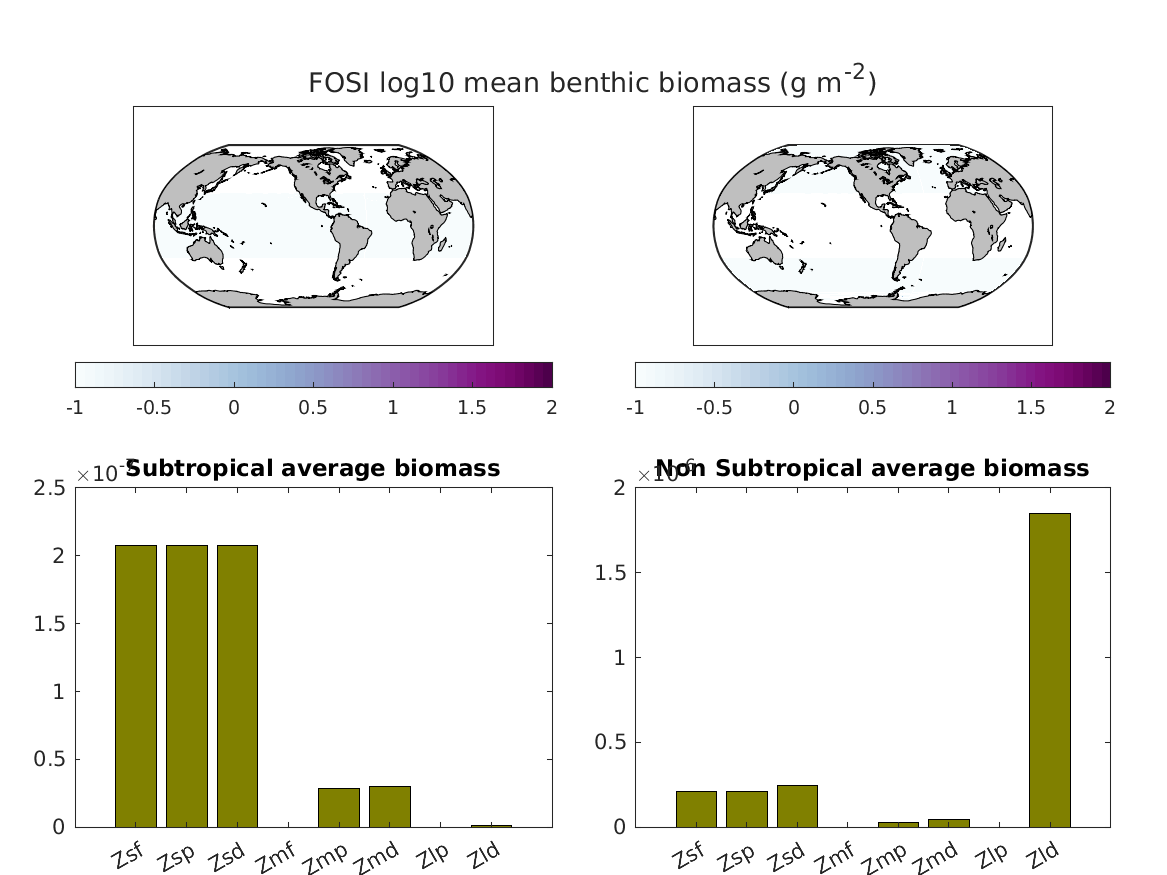 FOSI log10 mean benthic biomass (g m-2)
-1 -0.5 0 0.5 1 1.5 2
-1 -0.5 0 0.5 1 1.5 2
×10
Subtropical average biomass
2.5
2
1.5
1
0.5
0
Zsf Zsp Zsd Zmf Zmp Zmd Zlp Zld
×10-6
Non Subtropical average biomass
2
1.5
1
0.5
0
Zsf Zsp Zsd Zmf Zmp Zmd Zlp Zld